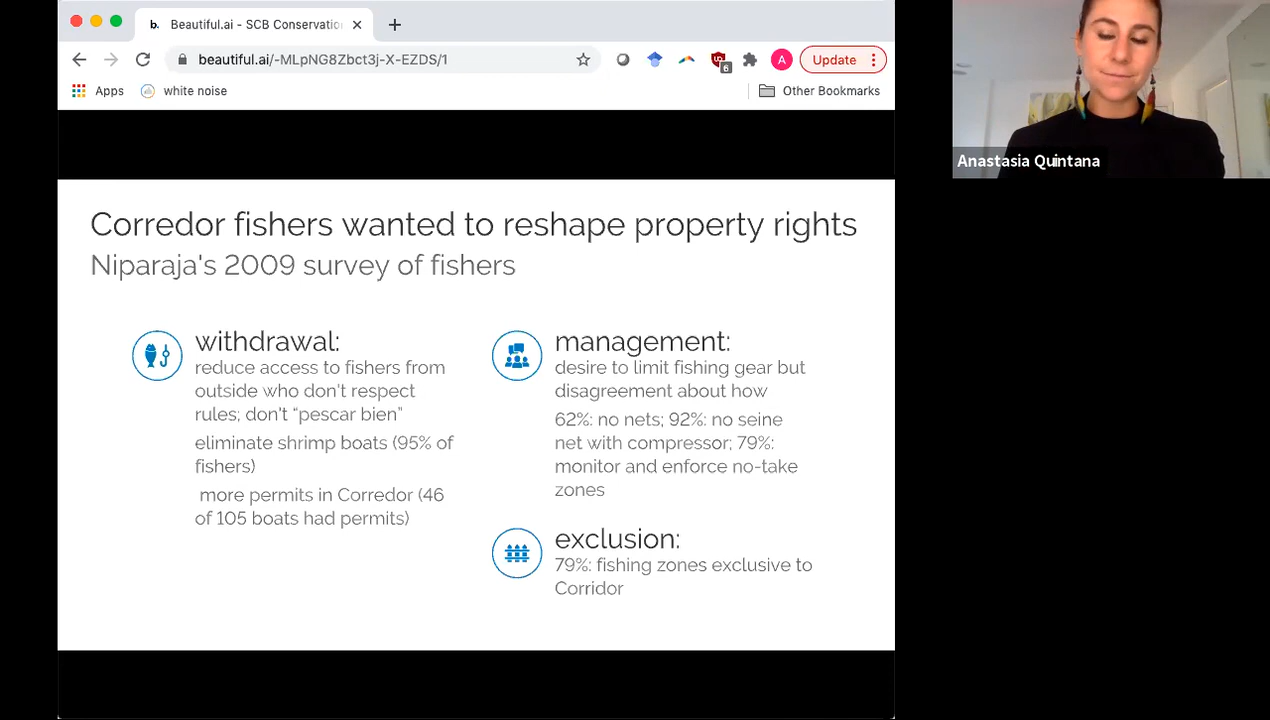 b. Beautiful.ai - SCB Conservatio
beautiful.ai/-MLpNG8Zbct3j-X-EZDS/1
6
A
Update
Apps
white noise
Other Bookmarks
Anastasia Quintana
Corredor fishers wanted to reshape property rights
Niparaja's 2009 survey of fishers
withdrawal:
reduce access to fishers from
outside who don't respect
rules; don't “pescar bien”
eliminate shrimp boats (95% of
fishers)
more permits in Corredor (46
of 105 boats had permits)
management:
desire to limit fishing gear but
disagreement about how
62%: no nets; 92%: no seine
net with compressor; 79%:
monitor and enforce no-take
zones
exclusion:
79%: fishing zones exclusive to
Corridor